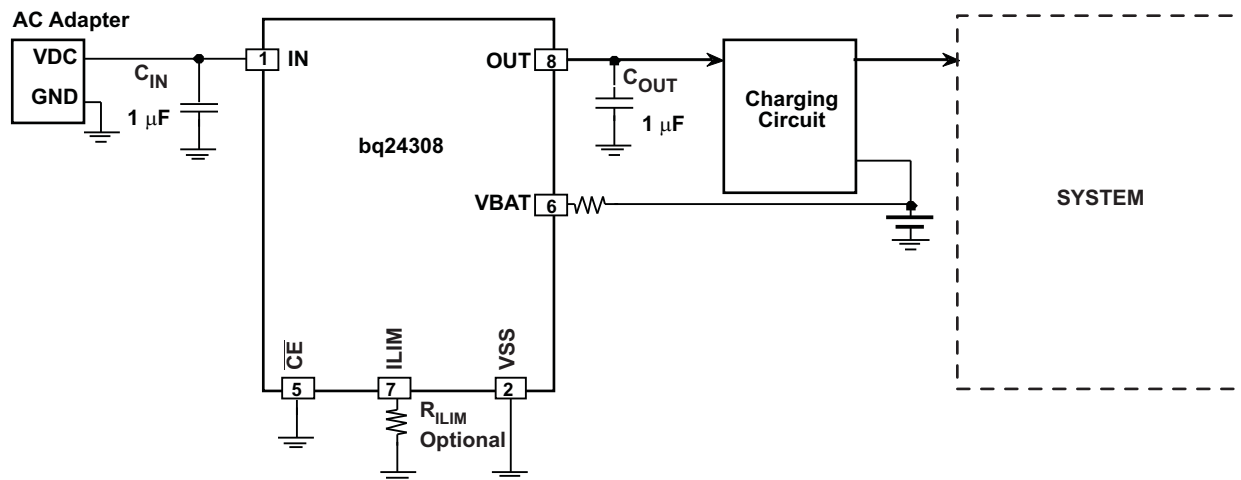 AC Adapter
VDC
GND
C_IN
1 μF
1
IN
bq24308
OUT
8
C_OUT
1 μF
Charging
Circuit
VBAT
6
SYSTEM
C̅E̅
ILIM
VSS
5
7
2
R_ILIM
Optional